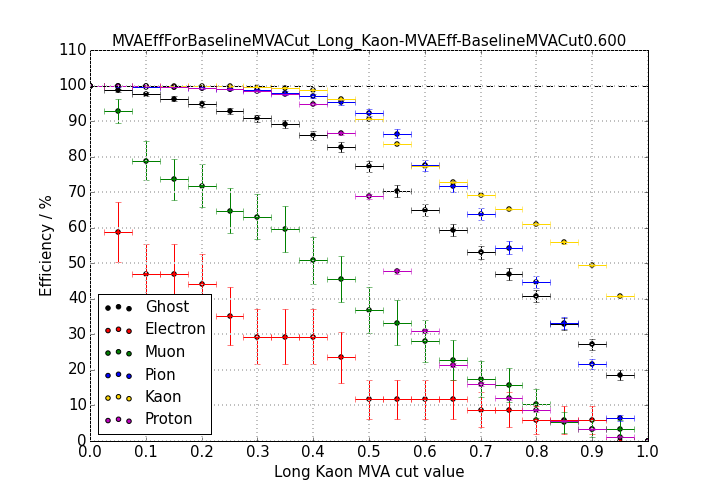 MVAEffForBaselineMVACut_Long_Kaon-MVAEff-BaselineMVACut0.600
110
100
90
80
70
60
50
40
30
20
10
0
Efficiency / %
Ghost
Electron
Muon
Pion
Kaon
Proton
0.0 0.1 0.2 0.3 0.4 0.5 0.6 0.7 0.8 0.9 1.0
Long Kaon MVA cut value